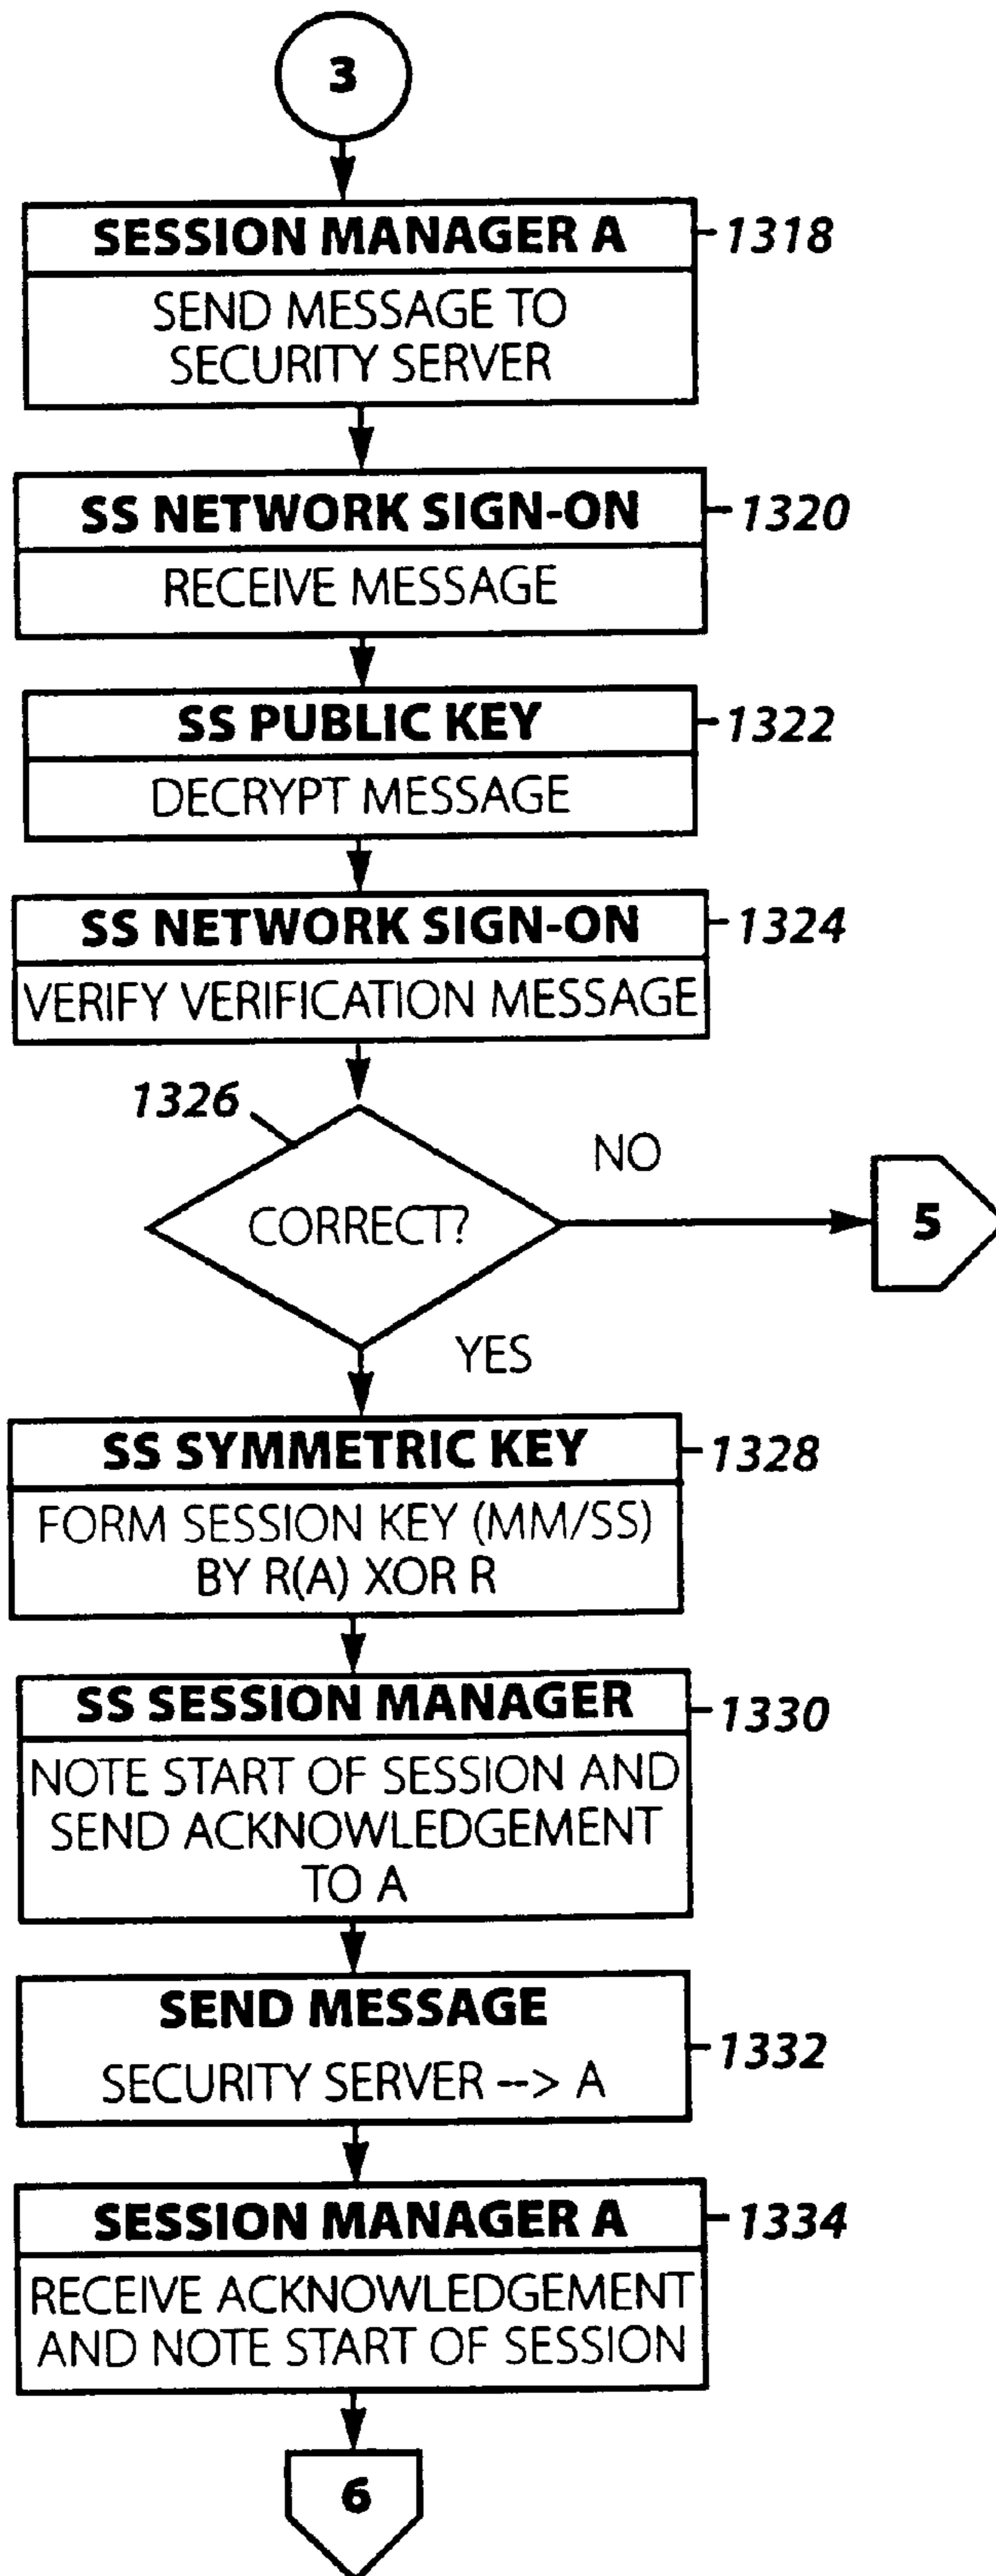 3
SESSION MANAGER A
1318
SEND MESSAGE TO
SECURITY SERVER
SS NETWORK SIGN-ON
1320
RECEIVE MESSAGE
SS PUBLIC KEY
1322
DECRYPT MESSAGE
SS NETWORK SIGN-ON
1324
VERIFY VERIFICATION MESSAGE
1326
NO
CORRECT?
5
YES
SS SYMMETRIC KEY
1328
FORM SESSION KEY (MM/SS)
BY R(A) XOR R
SS SESSION MANAGER
1330
NOTE START OF SESSION AND
SEND ACKNOWLEDGEMENT
TO A
SEND MESSAGE
1332
SECURITY SERVER --> A
SESSION MANAGER A
1334
RECEIVE ACKNOWLEDGEMENT
AND NOTE START OF SESSION
6